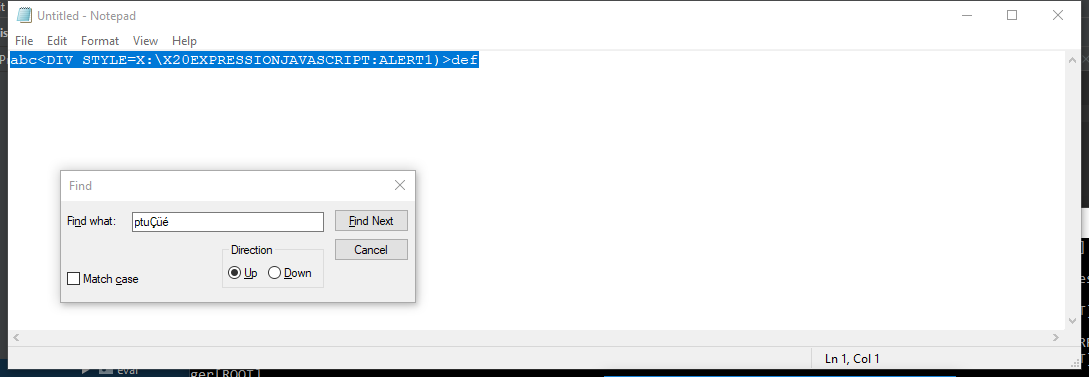 Untitled - Notepad
File Edit Format View Help
abc<DIV STYLE=X:\X20EXPRESSIONJAVASCRIPT:ALERT1)>def
Find
Find what: ptuÇüé Find Next
Direction Cancel
Up Down
Match case
Ln 1, Col 1
eval
ger[ROOT]